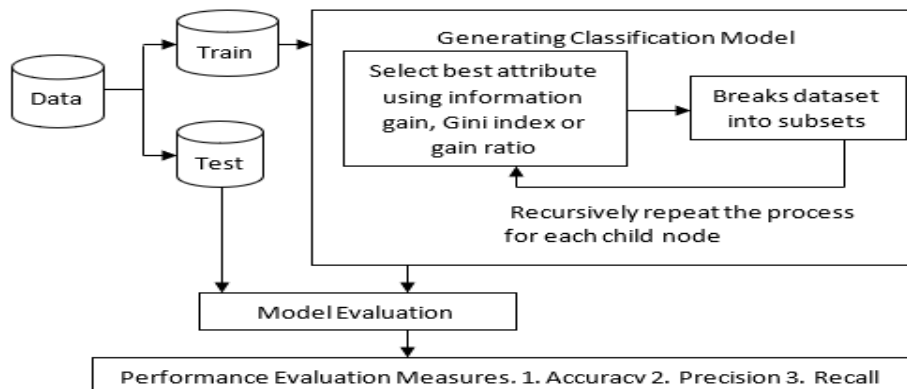 Data
Train
Test
Generating Classification Model
Select best attribute
using information
gain, Gini index or
gain ratio
Breaks dataset
into subsets
Recursively repeat the process
for each child node
Model Evaluation
Performance Evaluation Measures. 1. Accuracy 2. Precision 3. Recall